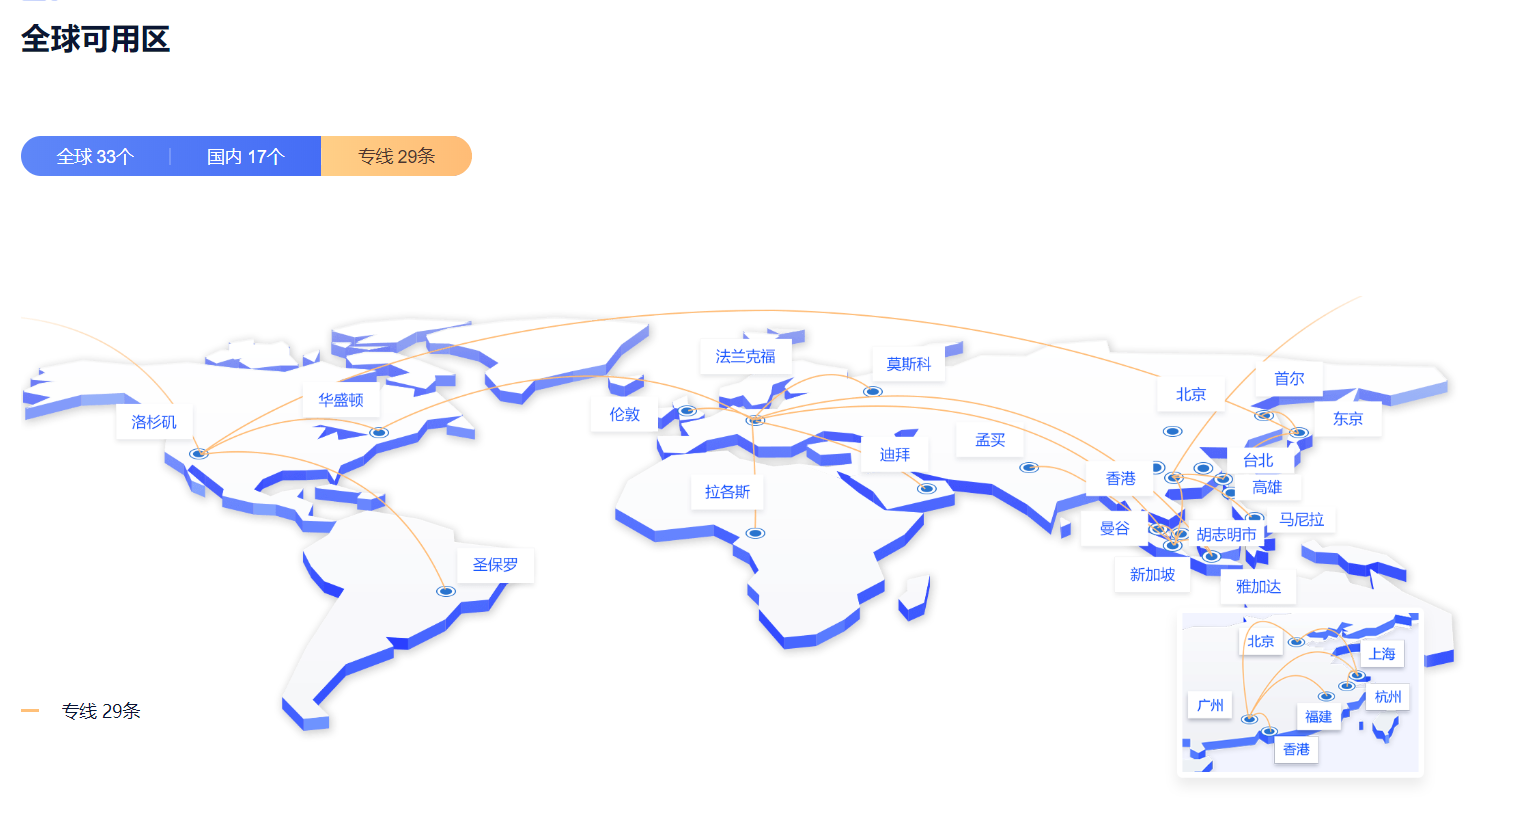 全球可用区
全球 33个
国内 17个
专线 29条
法兰克福
莫斯科
首尔
北京
华盛顿
洛杉矶
伦敦
东京
孟买
迪拜
台北
香港
高雄
拉各斯
马尼拉
曼谷
胡志明市
圣保罗
新加坡
雅加达
北京
上海
杭州
广州
福建
香港
专线 29条